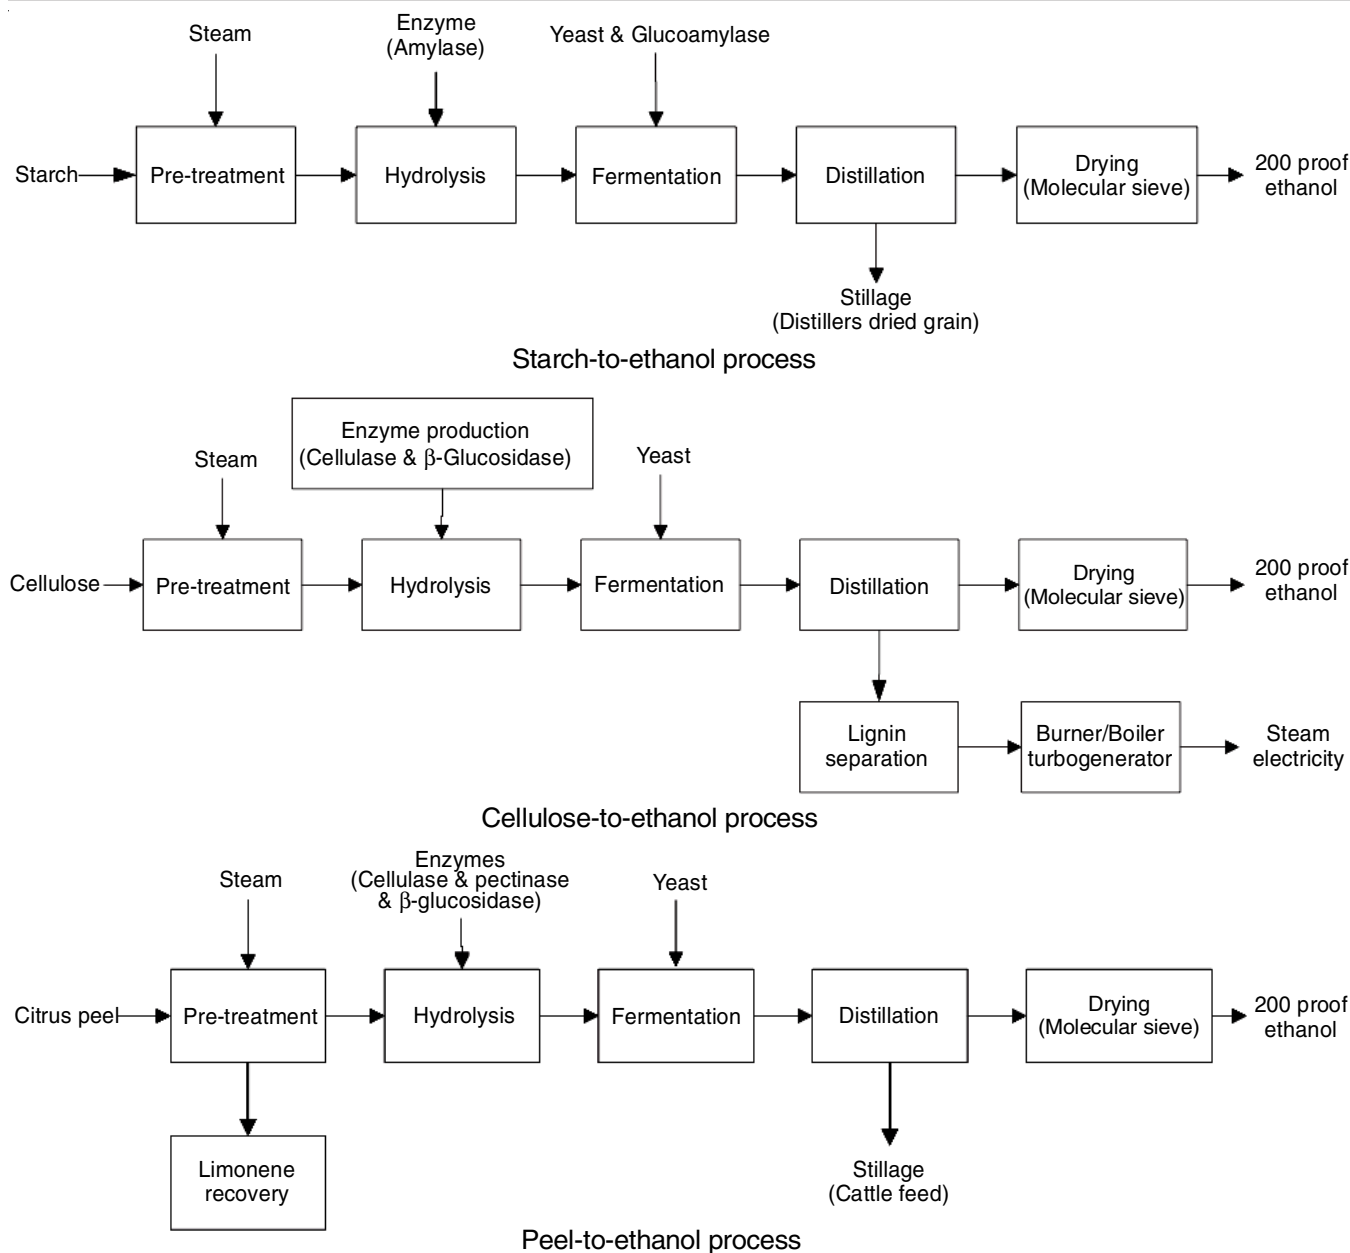 Steam
Enzyme
(Amylase)
Yeast & Glucoamylase
Starch
Pre-treatment
Hydrolysis
Fermentation
Distillation
Drying
(Molecular sieve)
200 proof
ethanol
Stillage
(Distillers dried grain)
Starch-to-ethanol process
Enzyme production
(Cellulase & β-Glucosidase)
Steam
Yeast
Cellulose
Pre-treatment
Hydrolysis
Fermentation
Distillation
Drying
(Molecular sieve)
200 proof
ethanol
Lignin
separation
Burner/Boiler
turbogenerator
Steam
electricity
Cellulose-to-ethanol process
Steam
Enzymes
(Cellulase & pectinase
& β-glucosidase)
Yeast
Citrus peel
Pre-treatment
Hydrolysis
Fermentation
Distillation
Drying
(Molecular sieve)
200 proof
ethanol
Limonene
recovery
Stillage
(Cattle feed)
Peel-to-ethanol process